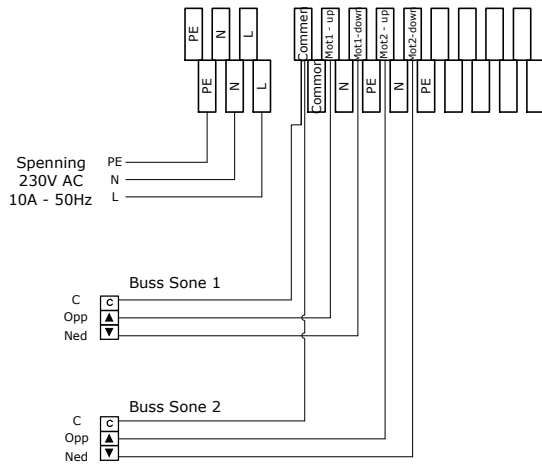 PE
N
L
Commen
Mot1 - up
Mot1-down
Mot2 - up
Mot2-down
PE
N
L
Common
N
PE
N
PE
Spenning
230V AC
10A - 50Hz
PE
N
L
Buss Sone 1
C
C
Opp ▲
Ned ▼
Buss Sone 2
C
C
Opp ▲
Ned ▼